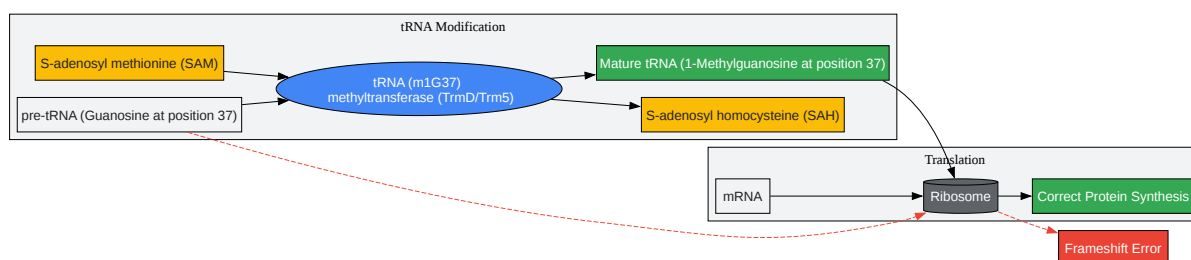 tRNA Modification
S-adenosyl methionine (SAM)
pre-tRNA (Guanosine at position 37)
tRNA (m1G37)
methyltransferase (TrmD/Trm5)
Mature tRNA (1-Methylguanosine at position 37)
S-adenosyl homocysteine (SAH)
Translation
mRNA
Ribosome
Correct Protein Synthesis
Frameshift Error